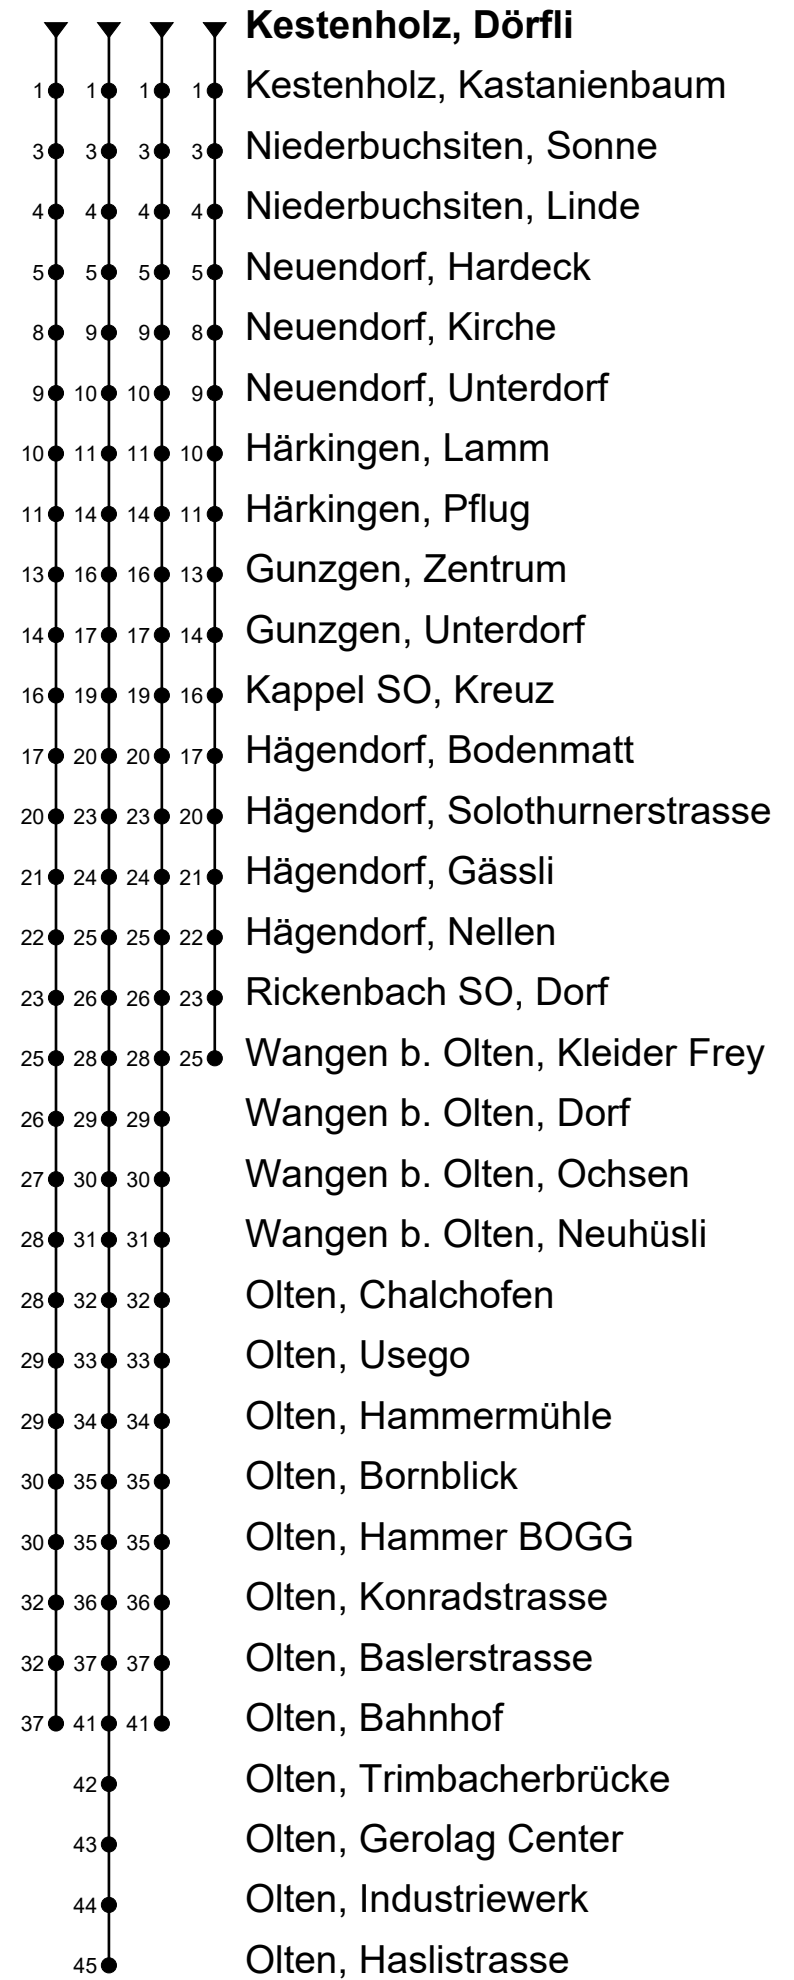 Kestenholz, Dörfli
1 1 1 1 Kestenholz, Kastanienbaum
3 3 3 3 Niederbuchsiten, Sonne
4 4 4 4 Niederbuchsiten, Linde
5 5 5 5 Neuendorf, Hardeck
8 9 9 8 Neuendorf, Kirche
9 10 10 9 Neuendorf, Unterdorf
10 11 11 10 Härkingen, Lamm
11 14 14 11 Härkingen, Pflug
13 16 16 13 Gunzgen, Zentrum
14 17 17 14 Gunzgen, Unterdorf
16 19 19 16 Kappel SO, Kreuz
17 20 20 17 Hägendorf, Bodenmatt
20 23 23 20 Hägendorf, Solothurnerstrasse
21 24 24 21 Hägendorf, Gässli
22 25 25 22 Hägendorf, Nellen
23 26 26 23 Rickenbach SO, Dorf
25 28 28 25 Wangen b. Olten, Kleider Frey
26 29 29 Wangen b. Olten, Dorf
27 30 30 Wangen b. Olten, Ochsen
28 31 31 Wangen b. Olten, Neuhüsli
28 32 32 Olten, Chalchofen
29 33 33 Olten, Usego
29 34 34 Olten, Hammermühle
30 35 35 Olten, Bornblick
30 35 35 Olten, Hammer BOGG
32 36 36 Olten, Konradstrasse
32 37 37 Olten, Baslerstrasse
37 41 41 Olten, Bahnhof
42 Olten, Trimbacherbrücke
43 Olten, Gerolag Center
44 Olten, Industriewerk
45 Olten, Haslistrasse